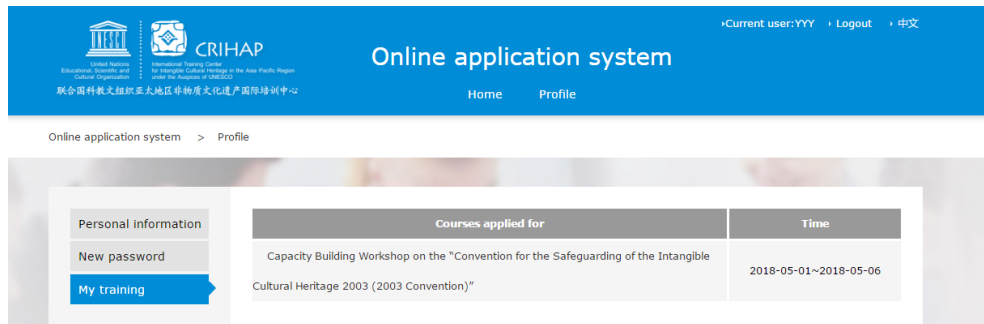 ▸Current user:YYY ▸ Logout ▸ 中文
UNESCO
CRIHAP
United Nations
Educational, Scientific and
Cultural Organization
International Training Center
for Intangible Cultural Heritage in the Asia Pacific Region
under the Auspices of UNESCO
联合国科教文组织亚太地区非物质文化遗产国际培训中心
Online application system
Home Profile
Online application system > Profile
Personal information
New password
My training
Courses applied for Time
Capacity Building Workshop on the “Convention for the Safeguarding of the Intangible
Cultural Heritage 2003 (2003 Convention)”
2018-05-01~2018-05-06